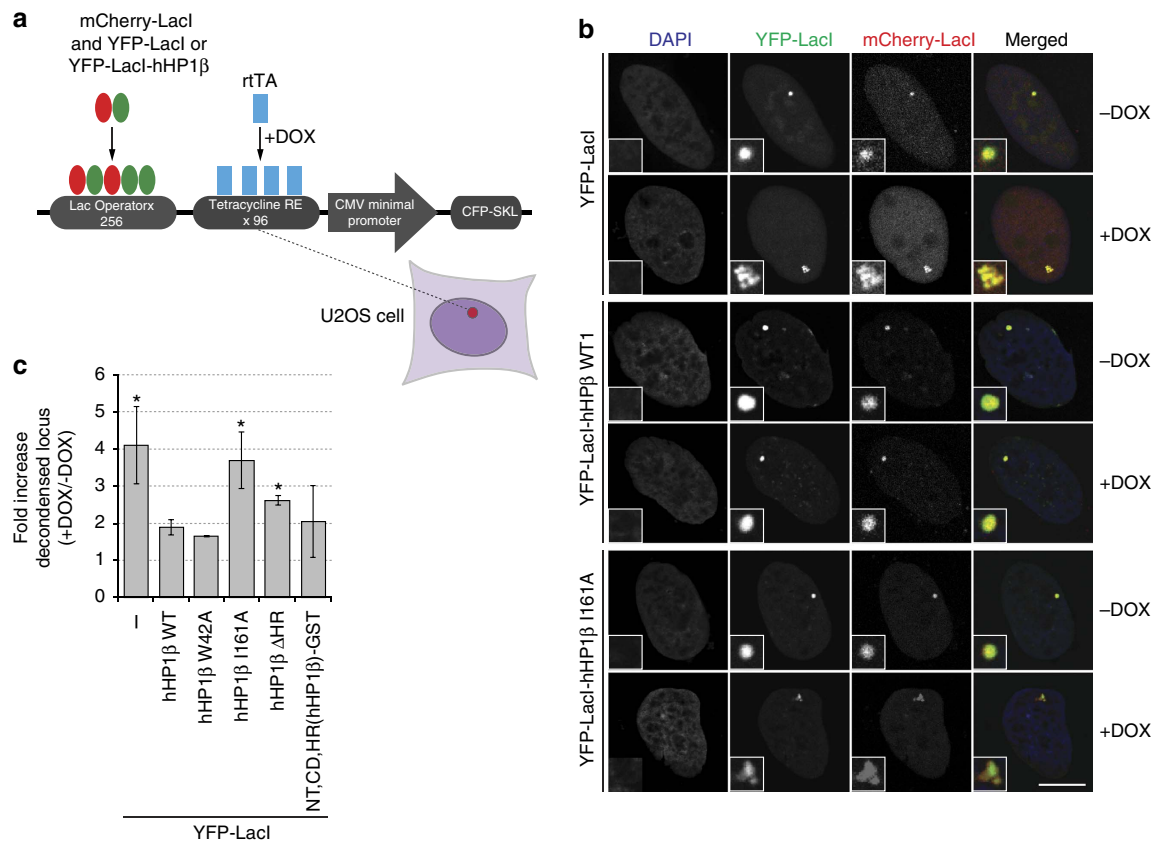 a
mCherry-LacI
and YFP-LacI or
YFP-LacI-hHP1β
rtTA
+DOX
Lac Operatorx
256
Tetracycline RE
x 96
CMV minimal
promoter
CFP-SKL
U2OS cell
b
DAPI YFP-LacI mCherry-LacI Merged
YFP-LacI
–DOX
+DOX
YFP-LacI-hHPβ WT1
–DOX
+DOX
YFP-LacI-hHP1β I161A
–DOX
+DOX
c
Fold increase
decondensed locus
(+DOX/-DOX)
6
5
4
3
2
1
0
* * *
I
hHP1β WT
hHP1β W42A
hHP1β I161A
hHP1β ΔHR
NT,CD,HR(hHP1β)-GST
YFP-LacI